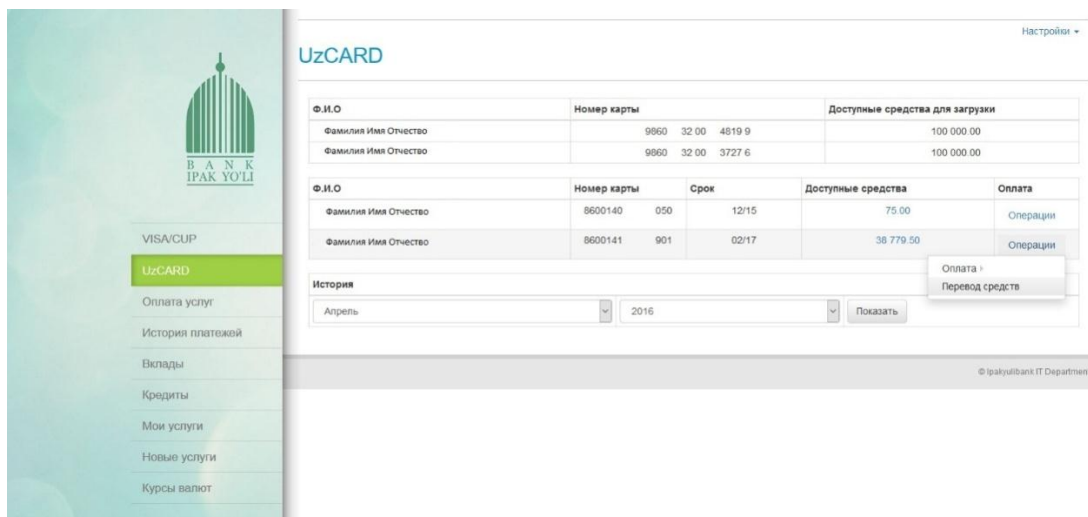 BANK
IPAK YO'LI
VISA/CUP
UzCARD
Оплата услуг
История платежей
Вклады
Кредиты
Мои услуги
Новые услуги
Курсы валют
Настройки
UzCARD
Ф.И.О Номер карты Доступные средства для загрузки
Фамилия Имя Отчество 9860 32 00 4819 9 100 000.00
Фамилия Имя Отчество 9860 32 00 3727 6 100 000.00
Ф.И.О Номер карты Срок Доступные средства Оплата
Фамилия Имя Отчество 8600140 050 12/15 75.00 Операции
Фамилия Имя Отчество 8600141 901 02/17 38 779.50 Операции
Оплата
Перевод средств
История
Апрель 2016 Показать
© Ipakyulibank IT Departmen